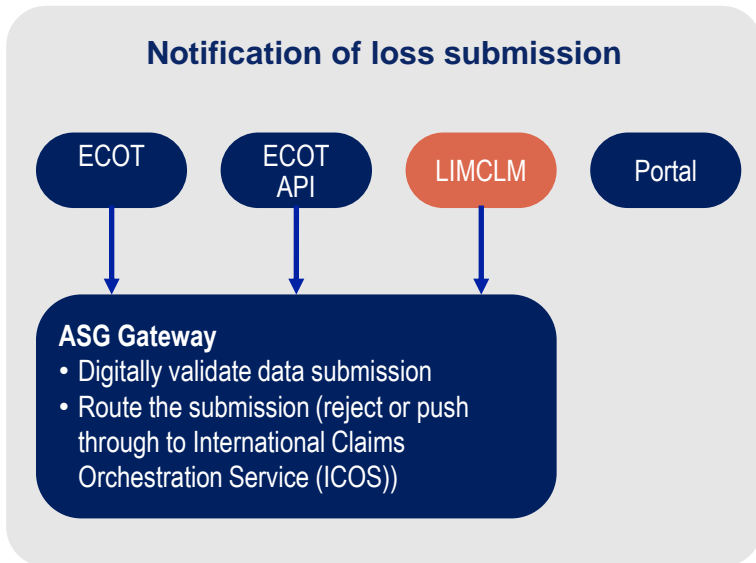 Notification of loss submission
ECOT
ECOT
API
LIMCLM
Portal
ASG Gateway
• Digitally validate data submission
• Route the submission (reject or push
through to International Claims
Orchestration Service (ICOS))